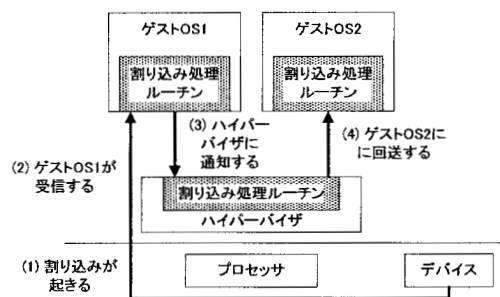 ゲストOS1
割り込み処理
ルーチン
ゲストOS2
割り込み処理
ルーチン
(3) ハイパー
バイザに
通知する
(4) ゲストOS2に
に回送する
(2) ゲストOS1が
受信する
割り込み処理ルーチン
ハイパーバイザ
(1) 割り込みが
起きる
プロセッサ
デバイス